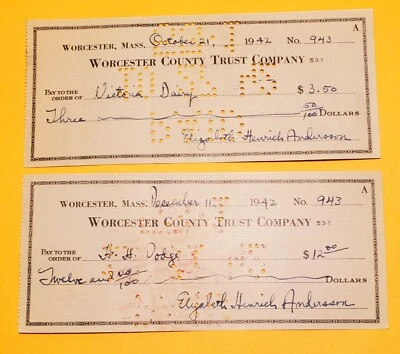 A
WORCESTER, MASS. October 21, 1942 No. 943
WORCESTER COUNTY TRUST COMPANY 53-1
PAY TO THE
ORDER OF Victoria Dairy $ 3.50
Three 50/100 DOLLARS
Elizabeth Henrich Andersson
A
WORCESTER, MASS. December 11, 1942 No. 943
WORCESTER COUNTY TRUST COMPANY 53-1
PAY TO THE
ORDER OF H. H. Dodge $12.00
Twelve and no/100 DOLLARS
Elizabeth Henrich Andersson